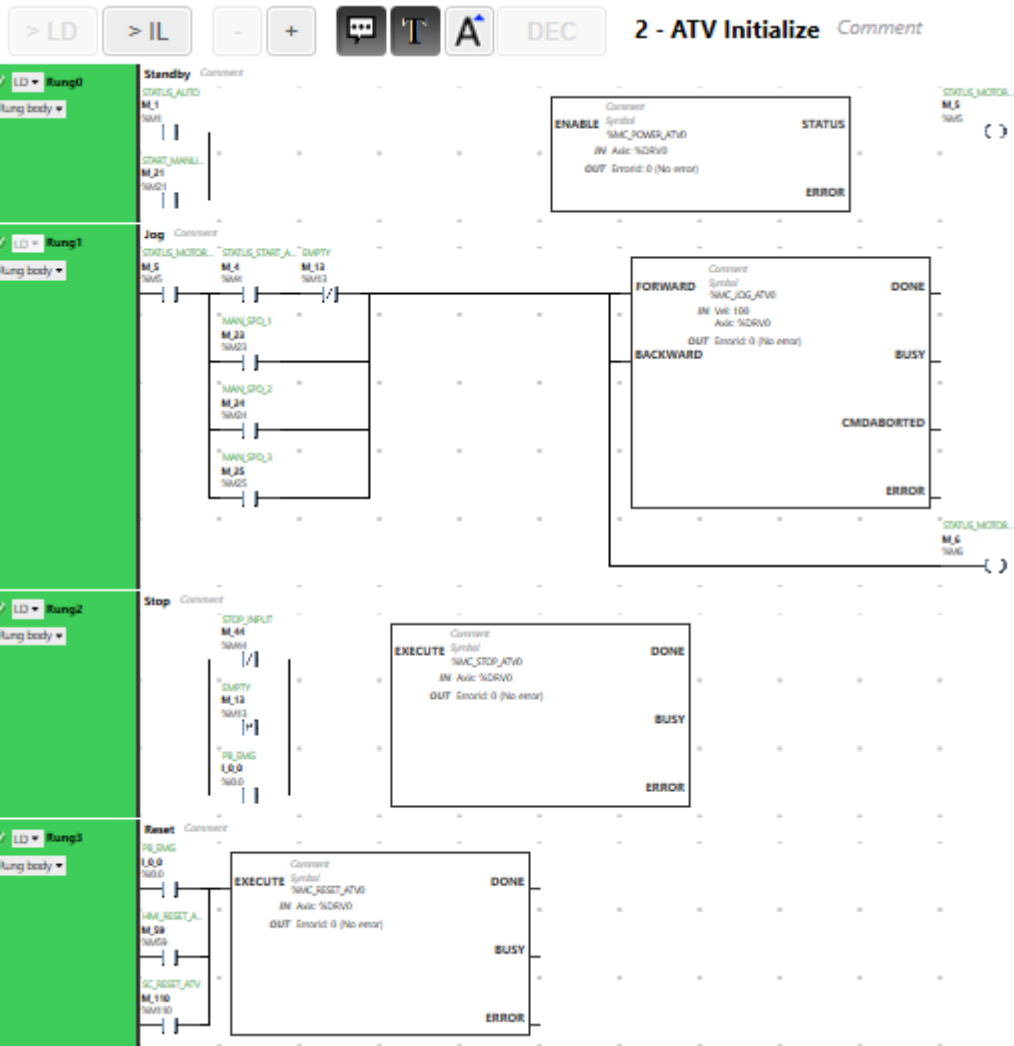 > LD > IL - + T A DEC 2 - ATV Initialize Comment
LD Rung0
Rung body
Standby Comment
STATUS_AUTO
M_1
%M1
START_MANU...
M_21
%M21
Comment
ENABLE Symbol STATUS
%MC_POWER_ATV0
IN Axis: %DRV0
OUT ErrorId: 0 (No error)
ERROR
STATUS_MOTOR...
M_5
%M5
LD Rung1
Rung body
Jog Comment
STATUS_MOTOR... STATUS_START_A... EMPTY
M_5 M_4 M_13
%M5 %M4 %M13
MAN_SPD_1
M_23
%M23
MAN_SPD_2
M_24
%M24
MAN_SPD_3
M_25
%M25
Comment
FORWARD Symbol DONE
%MC_JOG_ATV0
IN Vel: 100
Axis: %DRV0
OUT ErrorId: 0 (No error)
BACKWARD BUSY
CMDABORTED
ERROR
STATUS_MOTOR...
M_6
%M6
LD Rung2
Rung body
Stop Comment
STOP_INPUT
M_44
%M44
EMPTY
M_13
%M13
P
PB_EMG
I_0_0
%I0.0
Comment
EXECUTE Symbol DONE
%MC_STOP_ATV0
IN Axis: %DRV0
OUT ErrorId: 0 (No error)
BUSY
ERROR
LD Rung3
Rung body
Reset Comment
PB_EMG
I_0_0
%I0.0
HMI_RESET_A...
M_59
%M59
SC_RESET_ATV
M_110
%M110
Comment
EXECUTE Symbol DONE
%MC_RESET_ATV0
IN Axis: %DRV0
OUT ErrorId: 0 (No error)
BUSY
ERROR